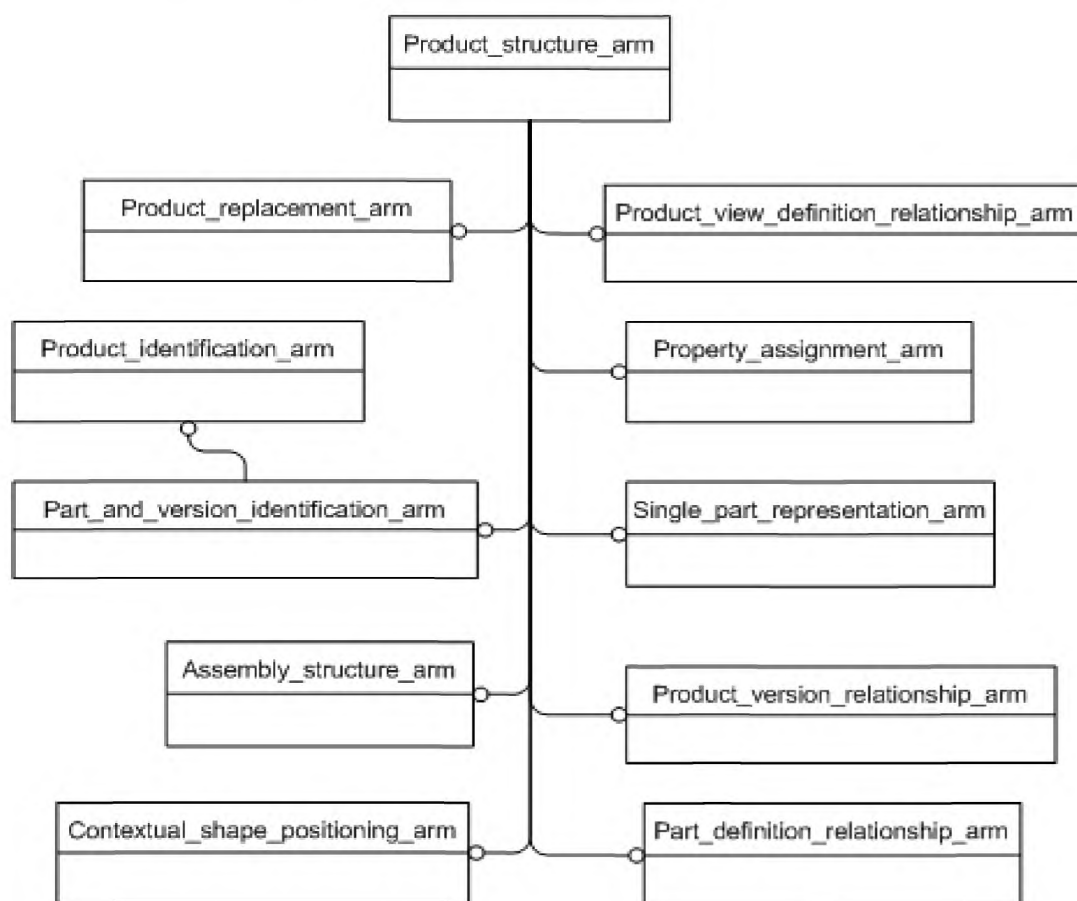 Product_structure_arm
Product_replacement_arm
Product_view_definition_relationship_arm
Product_identification_arm
Property_assignment_arm
Part_and_version_identification_arm
Single_part_representation_arm
Assembly_structure_arm
Product_version_relationship_arm
Contextual_shape_positioning_arm
Part_definition_relationship_arm